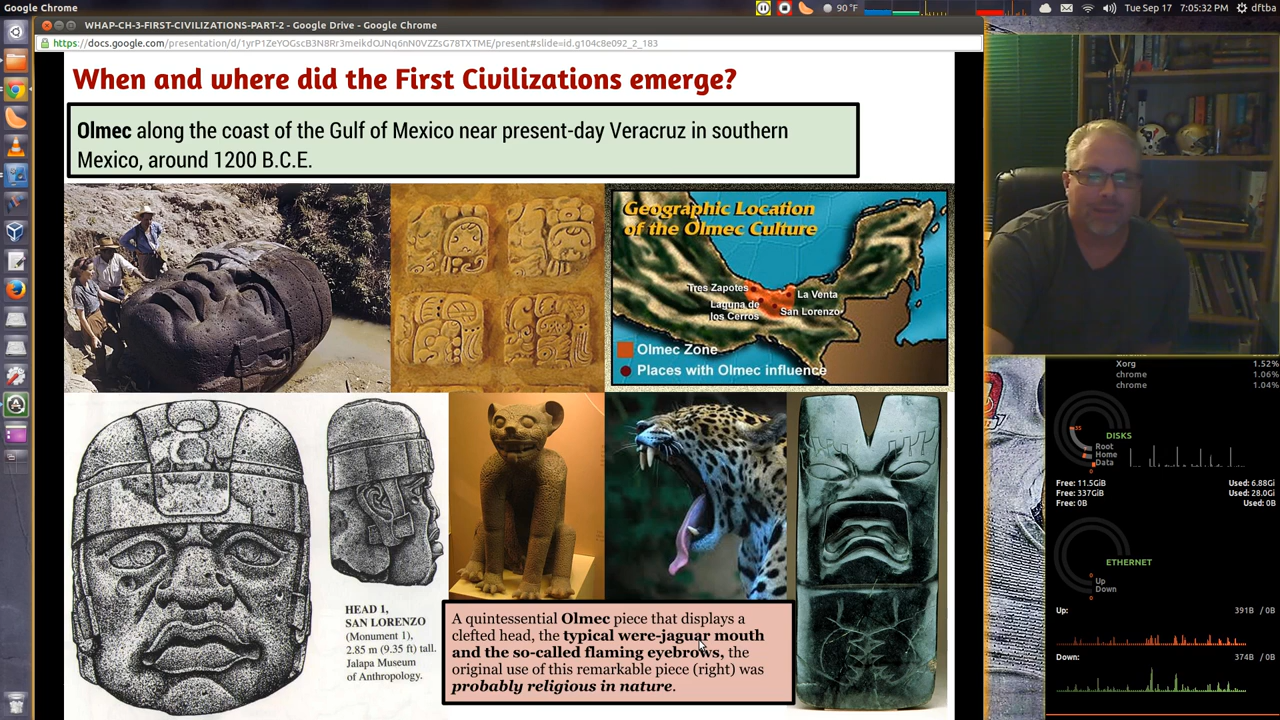 Google Chrome
90 °F
Tue Sep 17
7:05:32 PM
dftba
WHAP-CH-3-FIRST-CIVILIZATIONS-PART-2 - Google Drive - Google Chrome
https://docs.google.com/presentation/d/1yrP1ZeYOGscB3N8Rr3meikdOJNq6nN0VZZsG78TXTME/present#slide=id.g104c8e092_2_183
When and where did the First Civilizations emerge?
Olmec along the coast of the Gulf of Mexico near present-day Veracruz in southern
Mexico, around 1200 B.C.E.
Geographic Location
of the Olmec Culture
Tres Zapotes
La Venta
Laguna de
los Cerros
San Lorenzo
Olmec Zone
Places with Olmec influence
HEAD 1,
SAN LORENZO
(Monument 1),
2.85 m (9.35 ft) tall.
Jalapa Museum
of Anthropology.
A quintessential Olmec piece that displays a
clefted head, the typical were-jaguar mouth
and the so-called flaming eyebrows, the
original use of this remarkable piece (right) was
probably religious in nature.
Xorg 1.52%
chrome 1.06%
chrome 1.04%
DISKS
Root
Home
Data
Free: 11.5GiB Used: 6.88Gi
Free: 337GiB Used: 28.0Gi
Free: 0B Used: 0B
ETHERNET
Up
Down
Up: 391B / 0B
Down: 374B / 0B